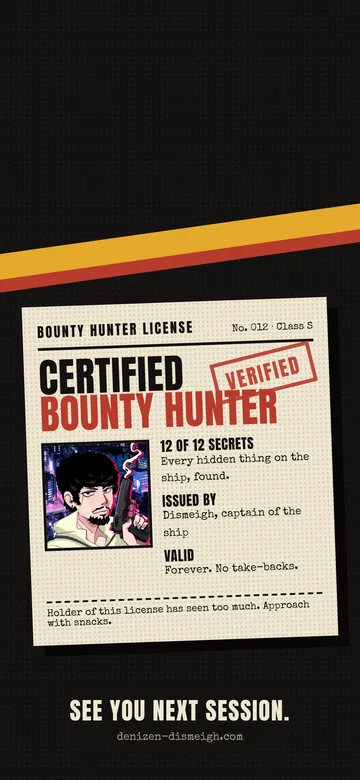 BOUNTY HUNTER LICENSE
No. 012 · Class S
CERTIFIED
BOUNTY HUNTER
VERIFIED
12 OF 12 SECRETS
Every hidden thing on the
ship, found.
ISSUED BY
Dismeigh, captain of the
ship
VALID
Forever. No take-backs.
Holder of this license has seen too much. Approach
with snacks.
SEE YOU NEXT SESSION.
denizen-dismeigh.com